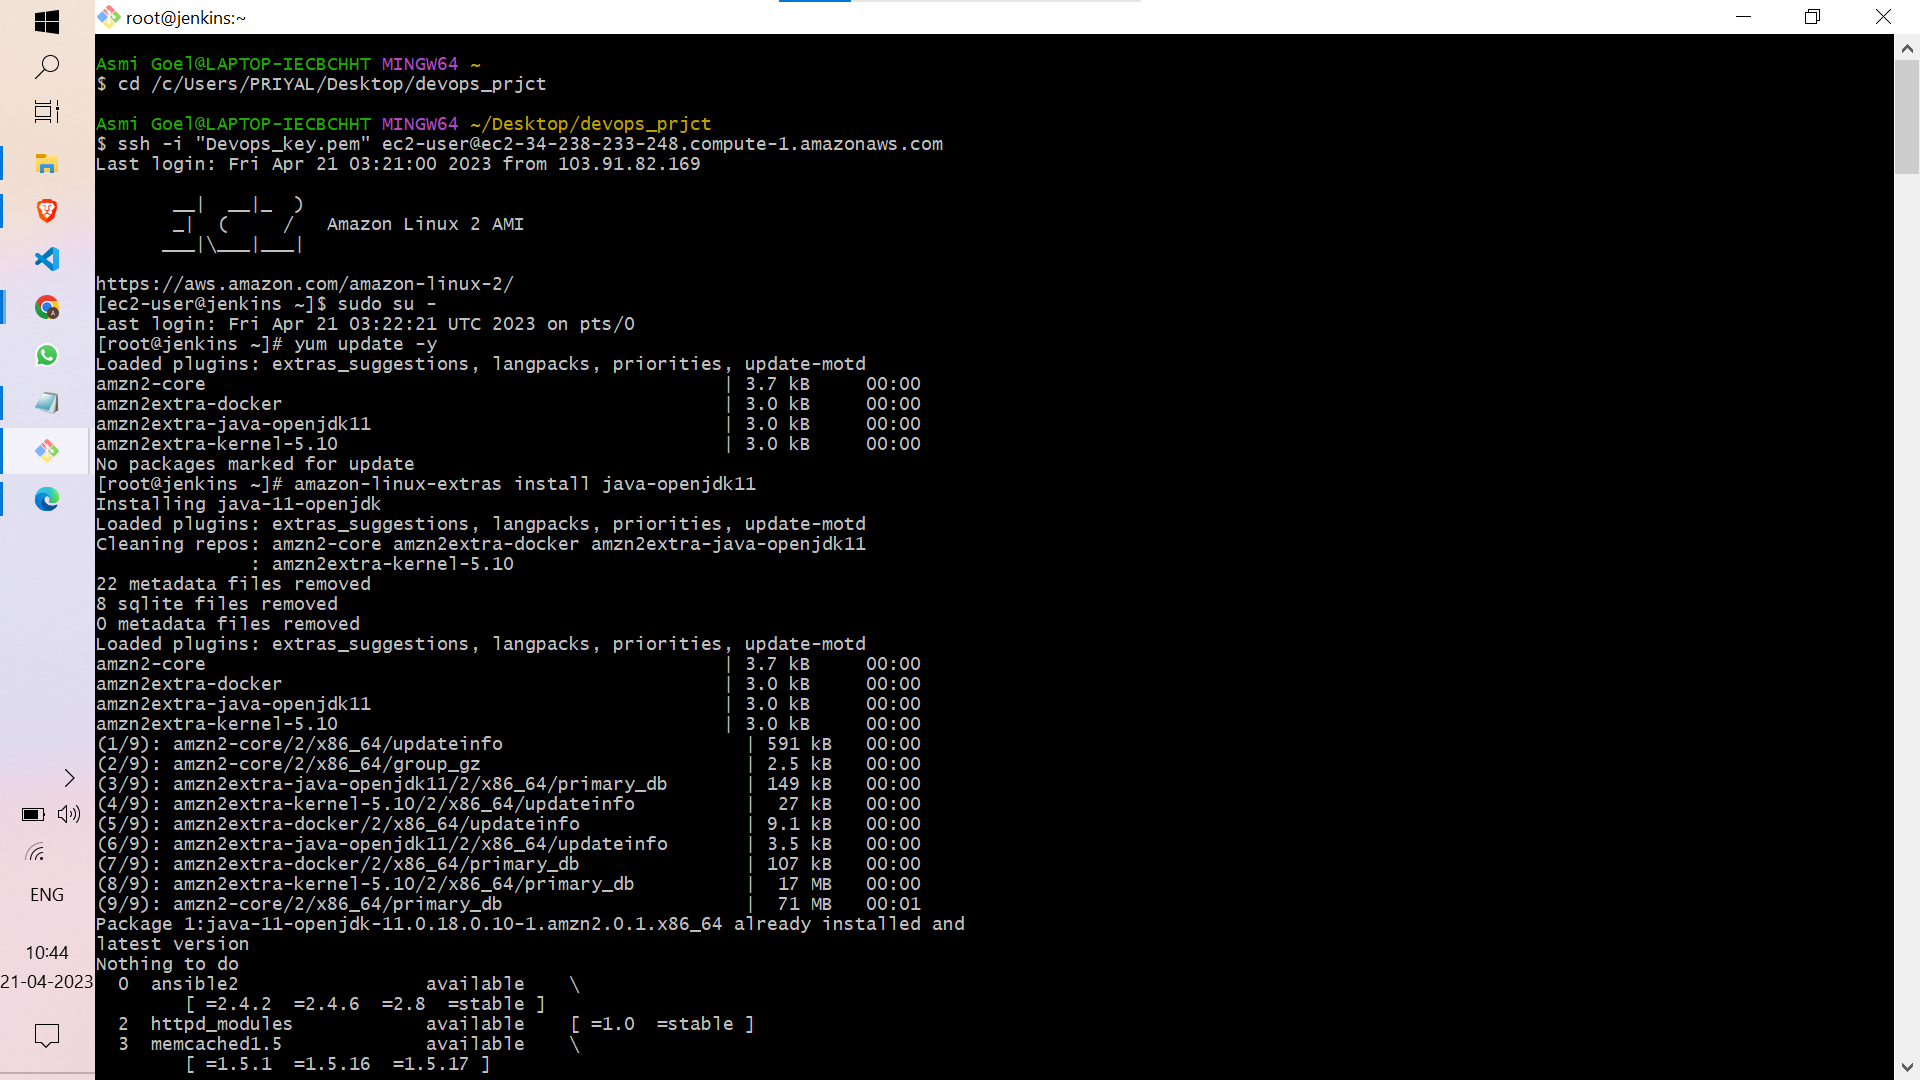 root@jenkins:~
Asmi Goel@LAPTOP-IECBCHHT MINGW64 ~
$ cd /c/Users/PRIYAL/Desktop/devops_prjct
Asmi Goel@LAPTOP-IECBCHHT MINGW64 ~/Desktop/devops_prjct
$ ssh -i "Devops_key.pem" ec2-user@ec2-34-238-233-248.compute-1.amazonaws.com
Last login: Fri Apr 21 03:21:00 2023 from 103.91.82.169
       __|  __|_  )
       _|  (     /   Amazon Linux 2 AMI
      ___|\___|___|
https://aws.amazon.com/amazon-linux-2/
[ec2-user@jenkins ~]$ sudo su -
Last login: Fri Apr 21 03:22:21 UTC 2023 on pts/0
[root@jenkins ~]# yum update -y
Loaded plugins: extras_suggestions, langpacks, priorities, update-motd
amzn2-core | 3.7 kB 00:00
amzn2extra-docker | 3.0 kB 00:00
amzn2extra-java-openjdk11 | 3.0 kB 00:00
amzn2extra-kernel-5.10 | 3.0 kB 00:00
No packages marked for update
[root@jenkins ~]# amazon-linux-extras install java-openjdk11
Installing java-11-openjdk
Loaded plugins: extras_suggestions, langpacks, priorities, update-motd
Cleaning repos: amzn2-core amzn2extra-docker amzn2extra-java-openjdk11
              : amzn2extra-kernel-5.10
22 metadata files removed
8 sqlite files removed
0 metadata files removed
Loaded plugins: extras_suggestions, langpacks, priorities, update-motd
amzn2-core | 3.7 kB 00:00
amzn2extra-docker | 3.0 kB 00:00
amzn2extra-java-openjdk11 | 3.0 kB 00:00
amzn2extra-kernel-5.10 | 3.0 kB 00:00
(1/9): amzn2-core/2/x86_64/updateinfo | 591 kB 00:00
(2/9): amzn2-core/2/x86_64/group_gz | 2.5 kB 00:00
(3/9): amzn2extra-java-openjdk11/2/x86_64/primary_db | 149 kB 00:00
(4/9): amzn2extra-kernel-5.10/2/x86_64/updateinfo | 27 kB 00:00
(5/9): amzn2extra-docker/2/x86_64/updateinfo | 9.1 kB 00:00
(6/9): amzn2extra-java-openjdk11/2/x86_64/updateinfo | 3.5 kB 00:00
(7/9): amzn2extra-docker/2/x86_64/primary_db | 107 kB 00:00
(8/9): amzn2extra-kernel-5.10/2/x86_64/primary_db | 17 MB 00:00
(9/9): amzn2-core/2/x86_64/primary_db | 71 MB 00:01
Package 1:java-11-openjdk-11.0.18.0.10-1.amzn2.0.1.x86_64 already installed and
latest version
Nothing to do
  0  ansible2                 available    \
        [ =2.4.2  =2.4.6  =2.8  =stable ]
  2  httpd_modules            available    [ =1.0  =stable ]
  3  memcached1.5             available    \
        [ =1.5.1  =1.5.16  =1.5.17 ]
ENG
10:44
21-04-2023